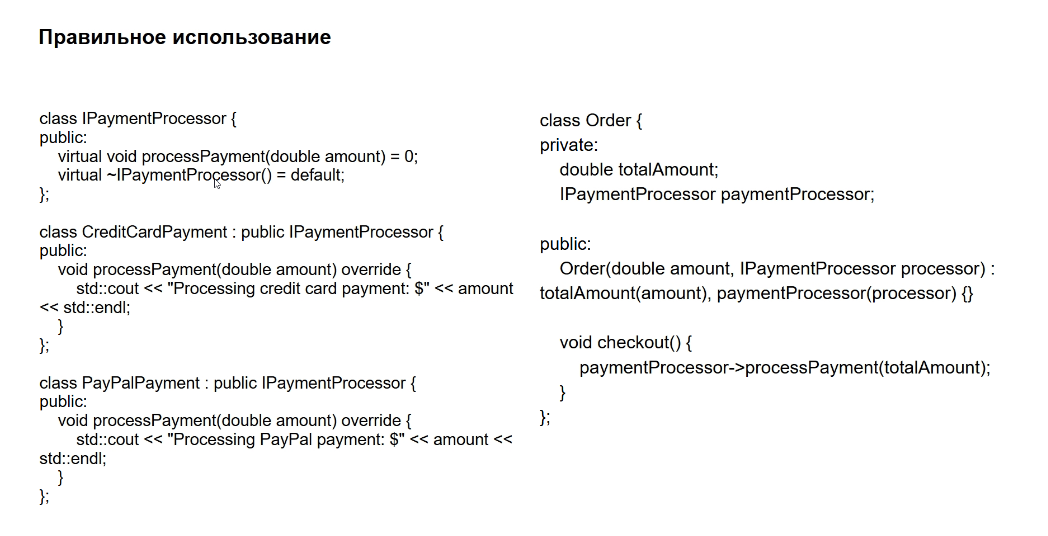 Правильное использование
class IPaymentProcessor {
public:
    virtual void processPayment(double amount) = 0;
    virtual ~IPaymentProcessor() = default;
};
class CreditCardPayment : public IPaymentProcessor {
public:
    void processPayment(double amount) override {
        std::cout << "Processing credit card payment: $" << amount
<< std::endl;
    }
};
class PayPalPayment : public IPaymentProcessor {
public:
    void processPayment(double amount) override {
        std::cout << "Processing PayPal payment: $" << amount <<
std::endl;
    }
};
class Order {
private:
    double totalAmount;
    IPaymentProcessor paymentProcessor;
public:
    Order(double amount, IPaymentProcessor processor) :
totalAmount(amount), paymentProcessor(processor) {}
    void checkout() {
        paymentProcessor->processPayment(totalAmount);
    }
};